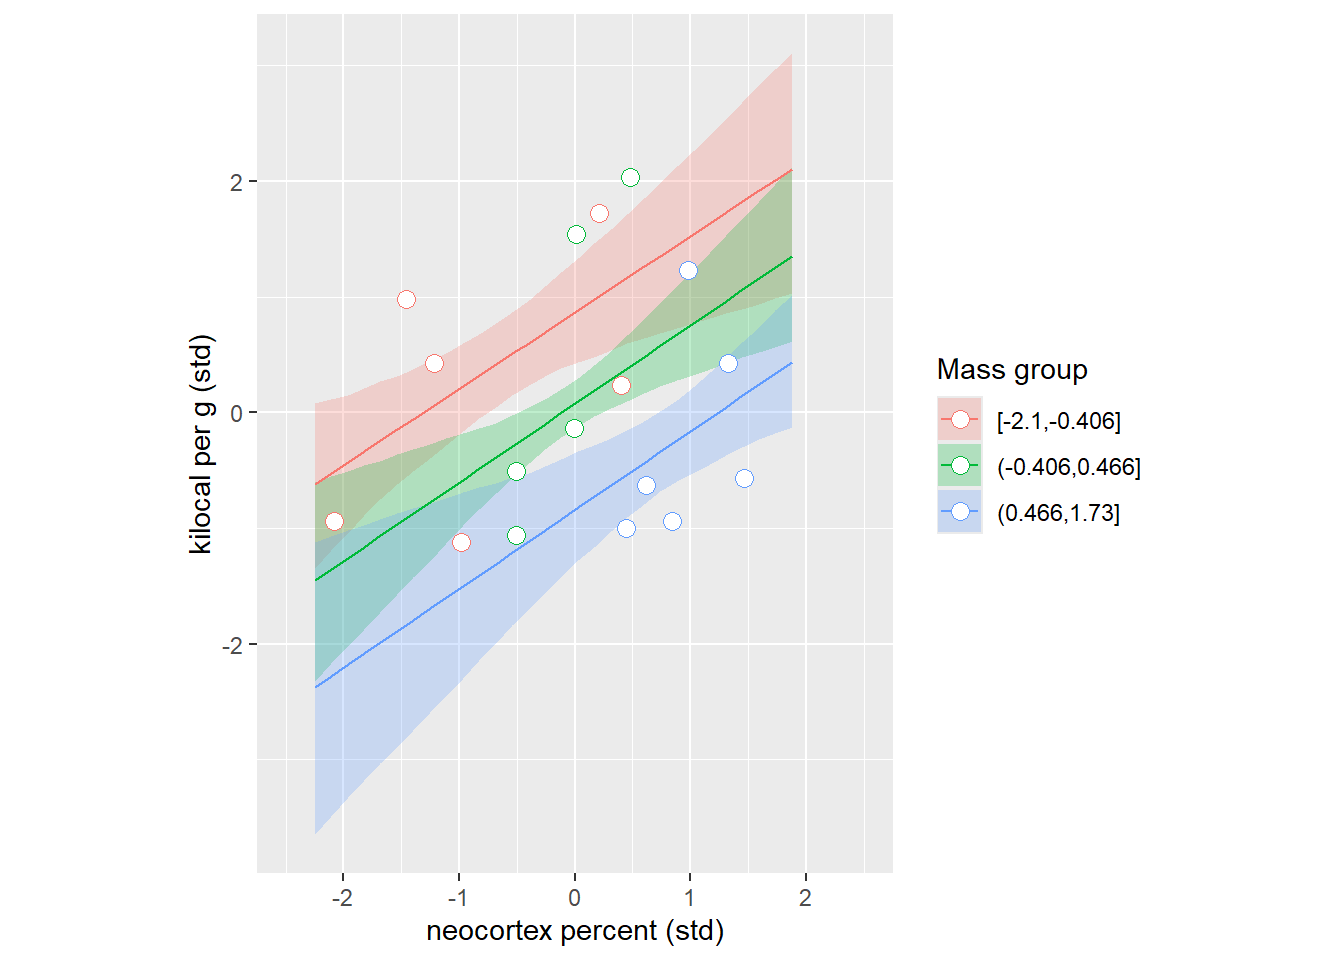 kilocal per g (std)
2
0
-2
-2 -1 0 1 2
neocortex percent (std)
Mass group
[-2.1,-0.406]
(-0.406,0.466]
(0.466,1.73]